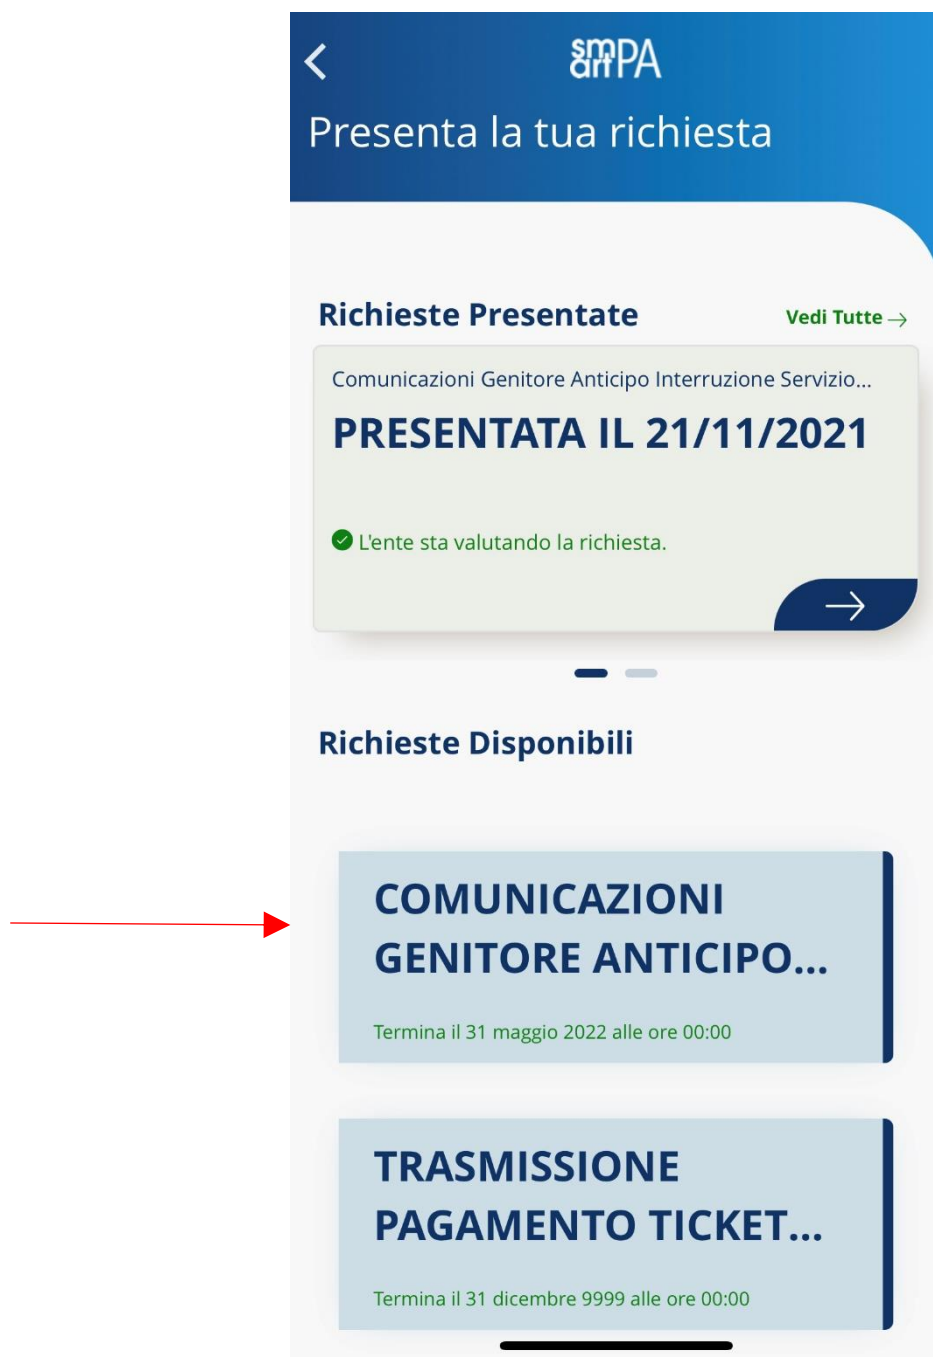 smart PA
Presenta la tua richiesta
Richieste Presentate
Vedi Tutte →
Comunicazioni Genitore Anticipo Interruzione Servizio...
PRESENTATA IL 21/11/2021
L'ente sta valutando la richiesta.
Richieste Disponibili
COMUNICAZIONI
GENITORE ANTICIPO...
Termina il 31 maggio 2022 alle ore 00:00
TRASMISSIONE
PAGAMENTO TICKET...
Termina il 31 dicembre 9999 alle ore 00:00